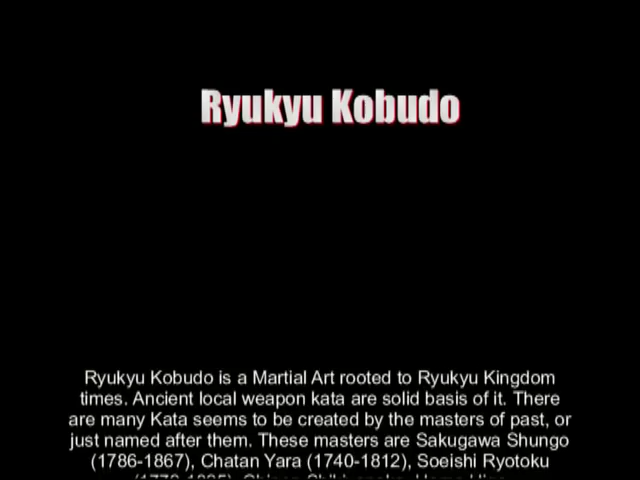 Ryukyu Kobudo
Ryukyu Kobudo is a Martial Art rooted to Ryukyu Kingdom
times. Ancient local weapon kata are solid basis of it. There
are many Kata seems to be created by the masters of past, or
just named after them. These masters are Sakugawa Shungo
(1786-1867), Chatan Yara (1740-1812), Soeishi Ryotoku